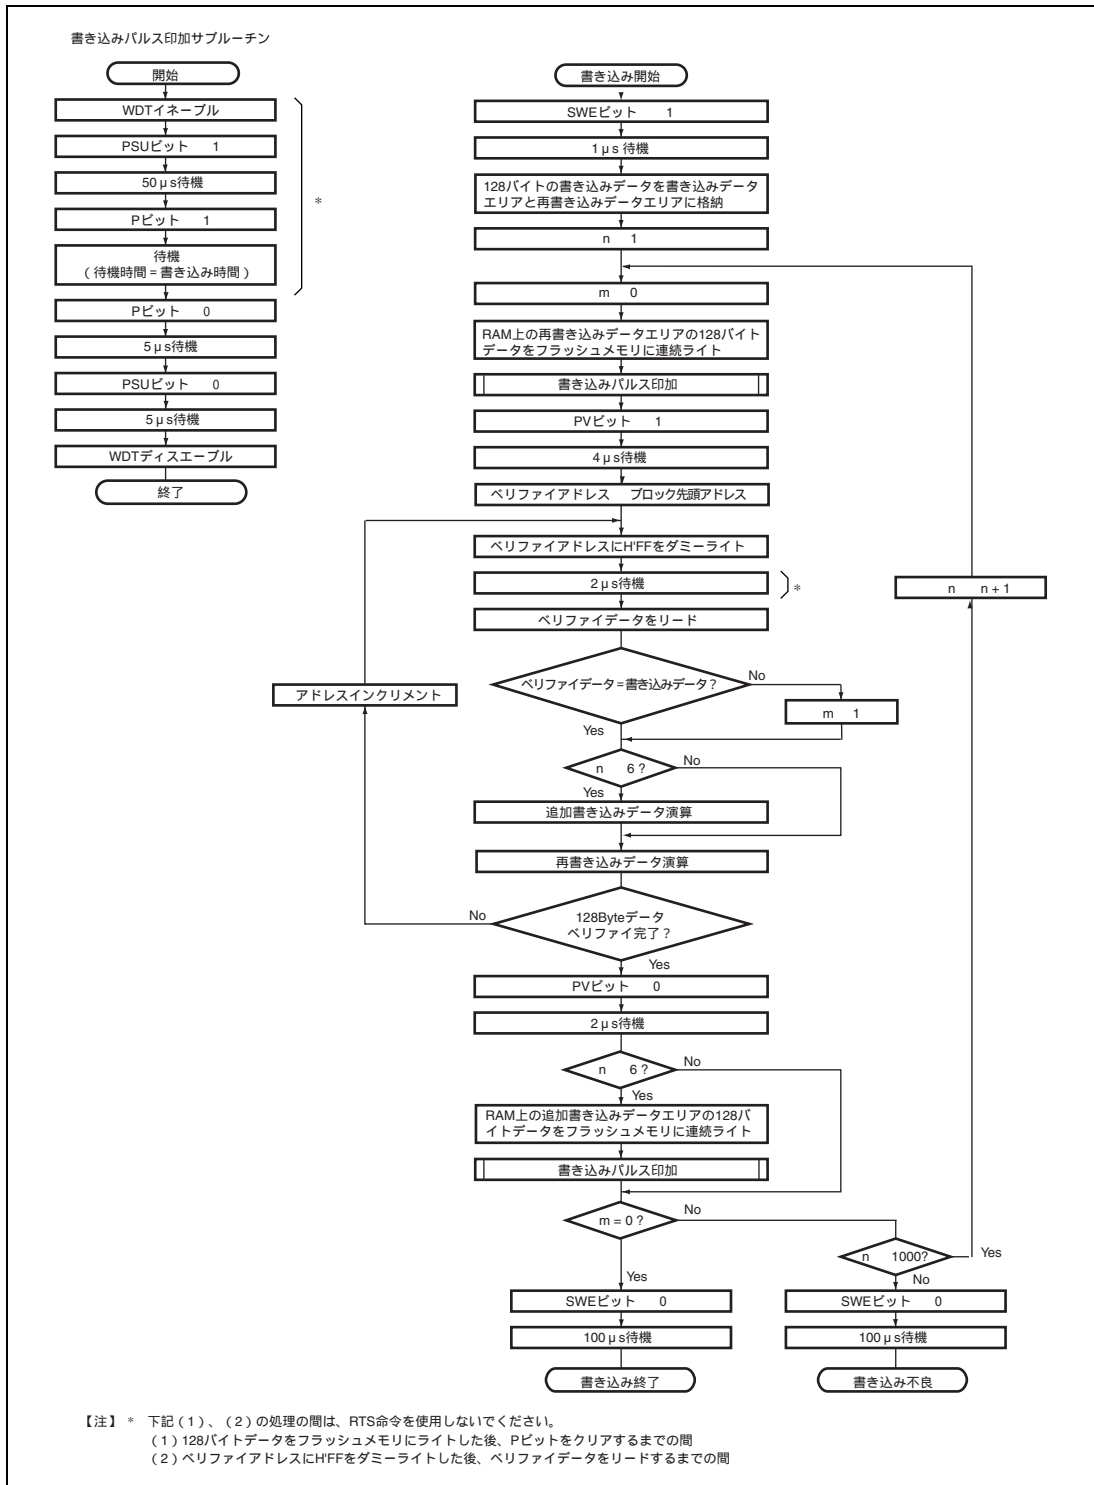 書き込みパルス印加サブルーチン
開始
WDTイネーブル
PSUビット 1
50μs待機
Pビット 1
待機
(待機時間=書き込み時間)
*
Pビット 0
5μs待機
PSUビット 0
5μs待機
WDTディスエーブル
終了
書き込み開始
SWEビット 1
1μs 待機
128バイトの書き込みデータを書き込みデータ
エリアと再書き込みデータエリアに格納
n 1
m 0
RAM上の再書き込みデータエリアの128バイト
データをフラッシュメモリに連続ライト
書き込みパルス印加
PVビット 1
4μs待機
ベリファイアドレス ブロック先頭アドレス
ベリファイアドレスにH'FFをダミーライト
2μs待機
*
n n+1
ベリファイデータをリード
ベリファイデータ=書き込みデータ?
No
アドレスインクリメント
m 1
Yes
n 6?
No
Yes
追加書き込みデータ演算
再書き込みデータ演算
128Byteデータ
ベリファイ完了?
No
Yes
PVビット 0
2μs待機
n 6?
No
Yes
RAM上の追加書き込みデータエリアの128バ
イトデータをフラッシュメモリに連続ライト
書き込みパルス印加
m = 0?
No
n 1000?
Yes
Yes
No
SWEビット 0
SWEビット 0
100μs待機
100μs待機
書き込み終了
書き込み不良
【注】 * 下記(1)、(2)の処理の間は、RTS命令を使用しないでください。
(1)128バイトデータをフラッシュメモリにライトした後、Pビットをクリアするまでの間
(2)ベリファイアドレスにH'FFをダミーライトした後、ベリファイデータをリードするまでの間